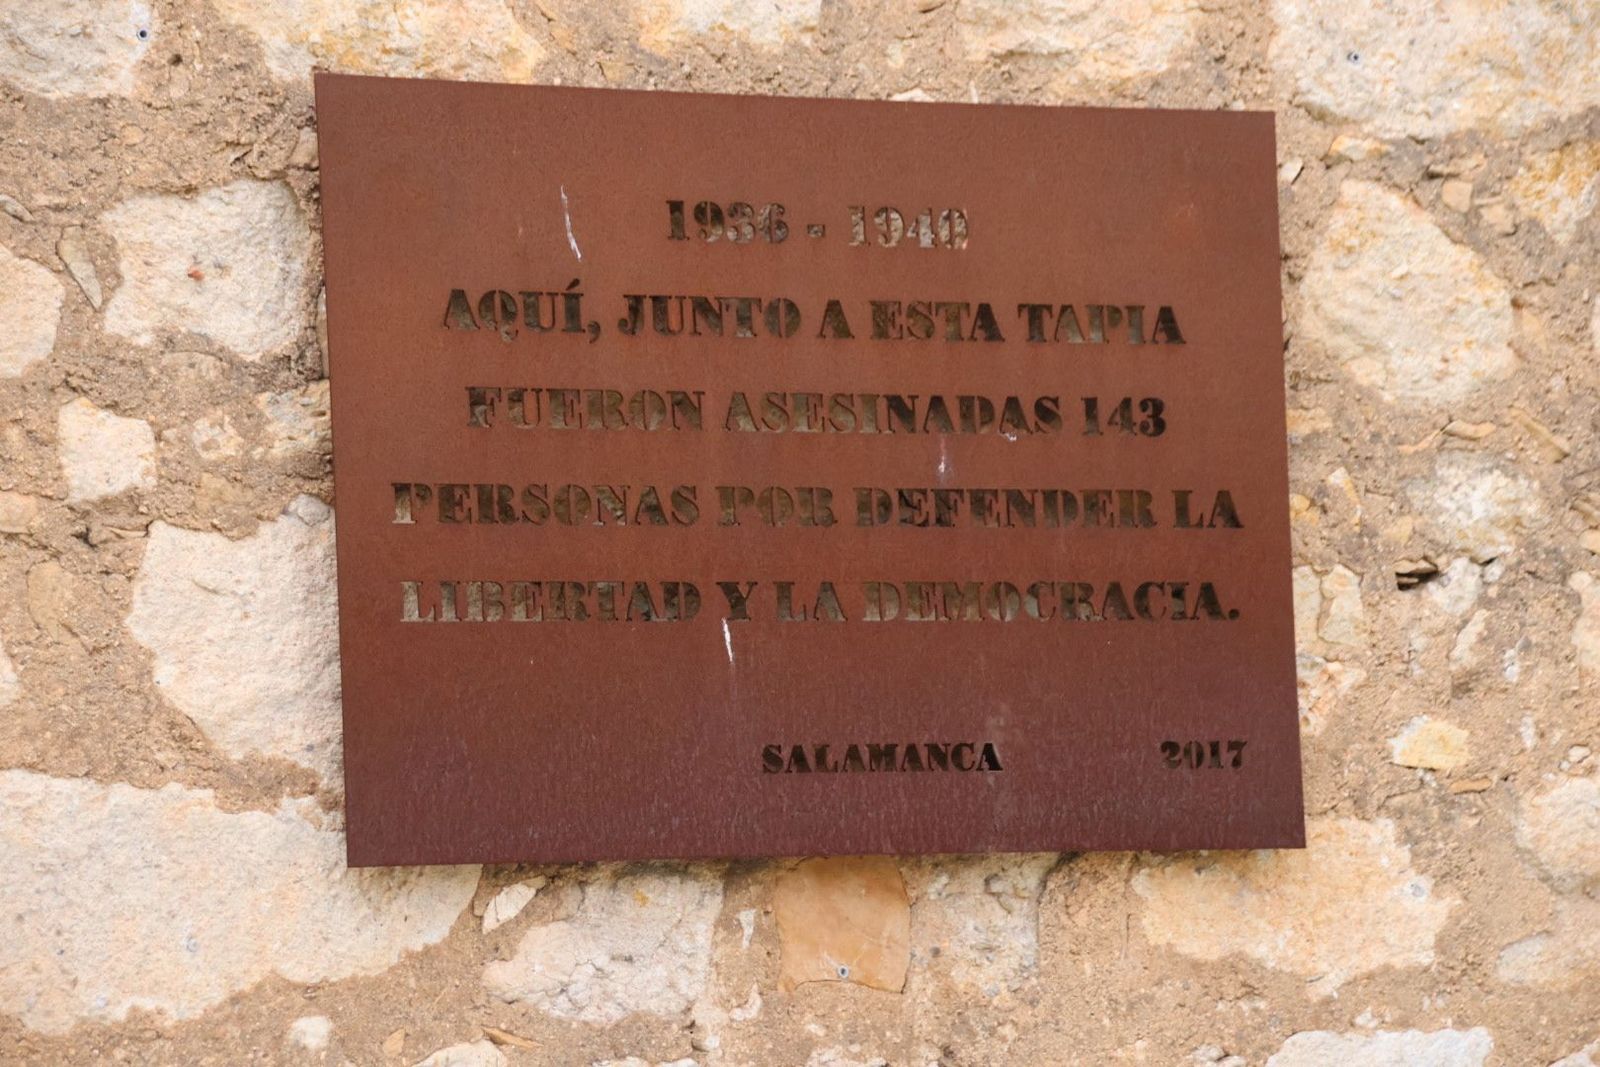 1936 - 1940
AQUÍ, JUNTO A ESTA TAPIA
FUERON ASESINADAS 143
PERSONAS POR DEFENDER LA
LIBERTAD Y LA DEMOCRACIA.
SALAMANCA 2017